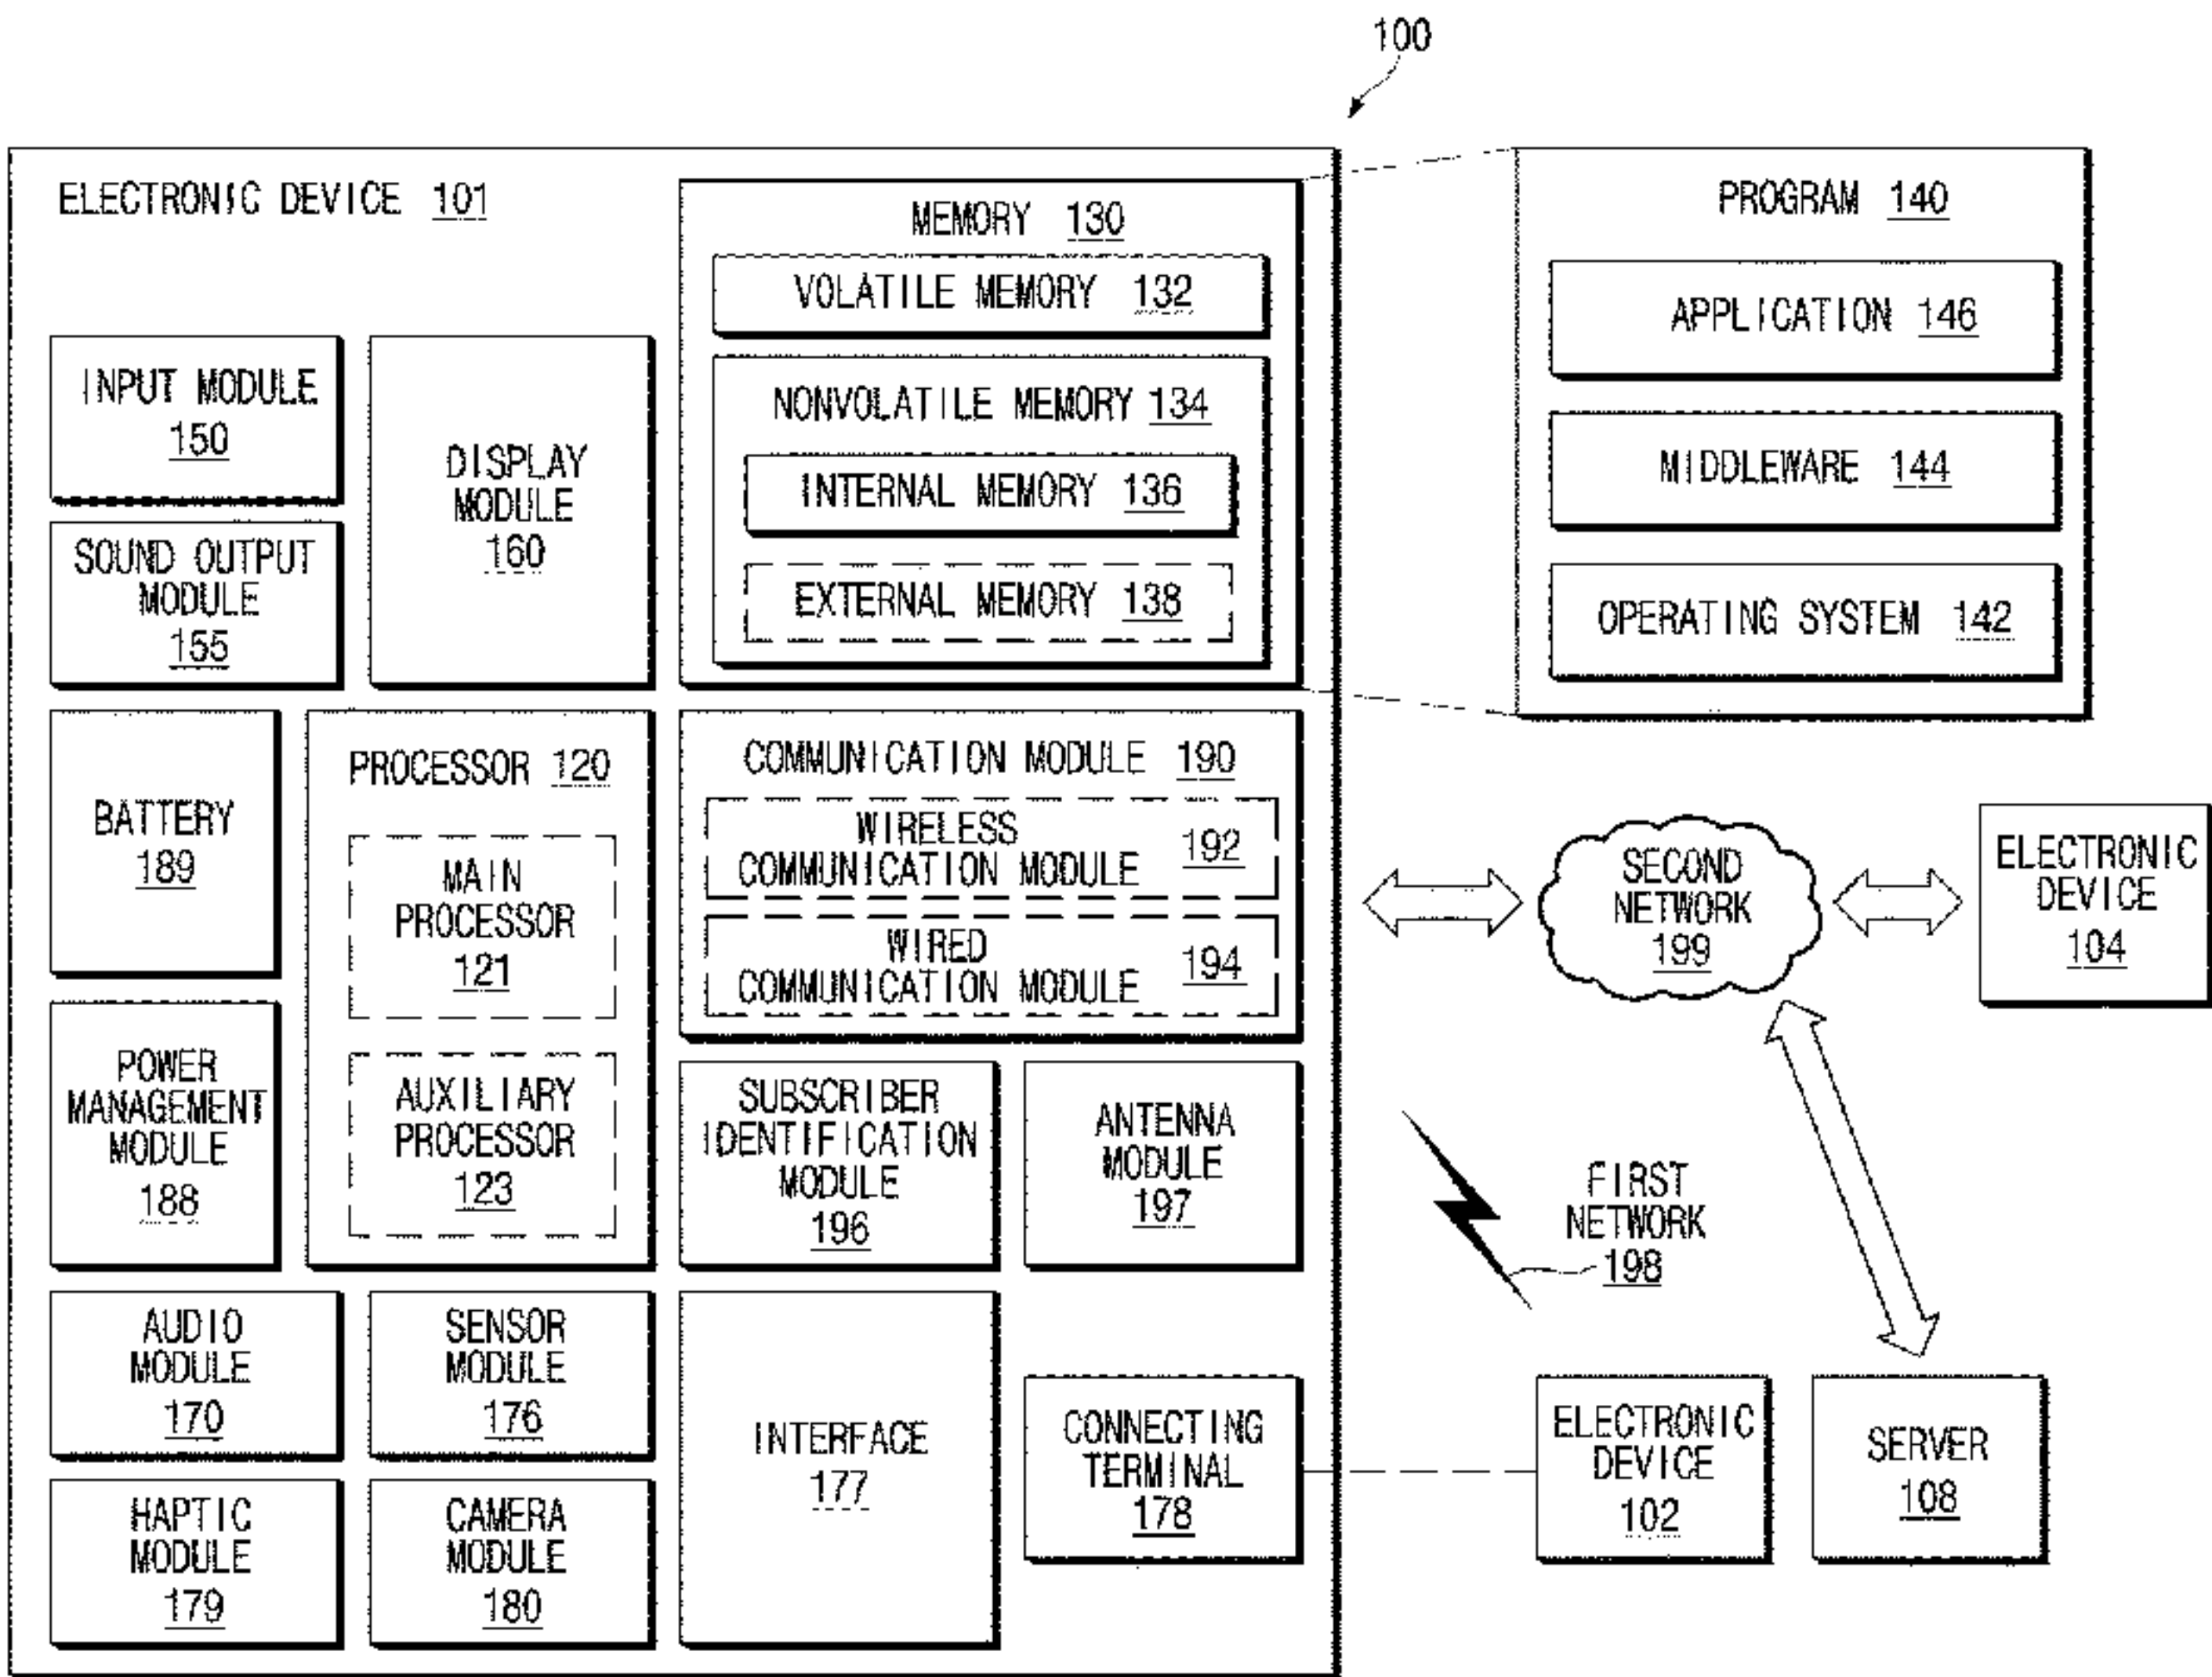 100
ELECTRONIC DEVICE 101
MEMORY 130
VOLATILE MEMORY 132
NONVOLATILE MEMORY 134
INTERNAL MEMORY 136
EXTERNAL MEMORY 138
PROGRAM 140
APPLICATION 146
MIDDLEWARE 144
OPERATING SYSTEM 142
INPUT MODULE
150
SOUND OUTPUT
MODULE
155
DISPLAY
MODULE
160
BATTERY
189
POWER
MANAGEMENT
MODULE
188
PROCESSOR 120
MAIN
PROCESSOR
121
AUXILIARY
PROCESSOR
123
COMMUNICATION MODULE 190
WIRELESS
COMMUNICATION MODULE 192
WIRED
COMMUNICATION MODULE 194
SUBSCRIBER
IDENTIFICATION
MODULE
196
ANTENNA
MODULE
197
SECOND
NETWORK
199
ELECTRONIC
DEVICE
104
FIRST
NETWORK
198
AUDIO
MODULE
170
SENSOR
MODULE
176
HAPTIC
MODULE
179
CAMERA
MODULE
180
INTERFACE
177
CONNECTING
TERMINAL
178
ELECTRONIC
DEVICE
102
SERVER
108